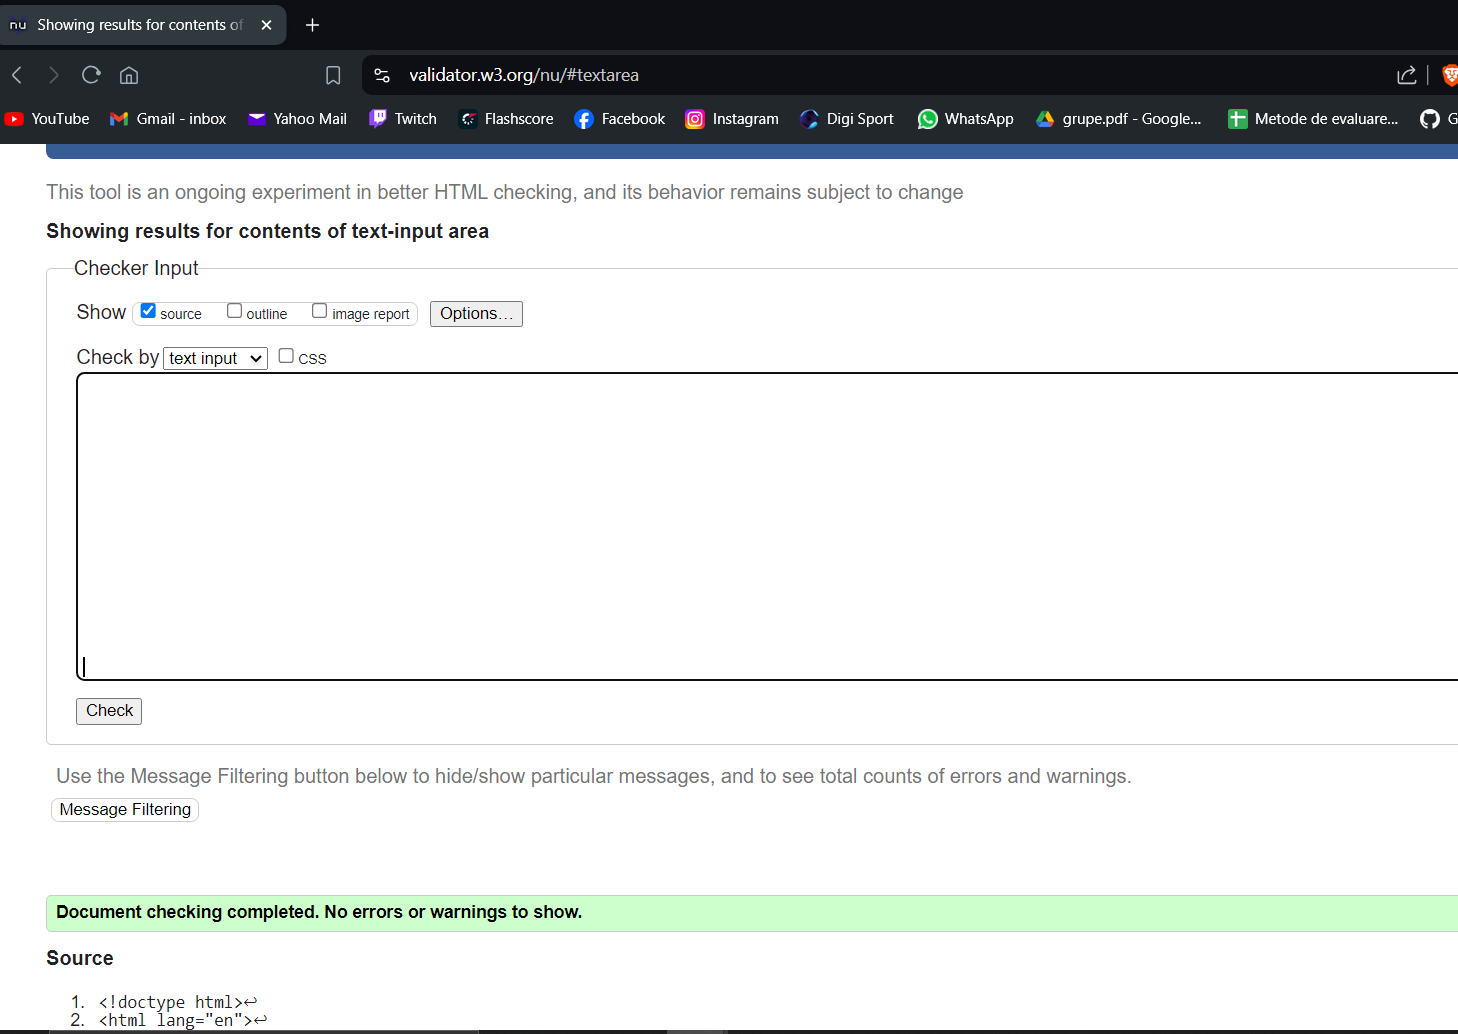 nu Showing results for contents of
validator.w3.org/nu/#textarea
YouTube Gmail - inbox Yahoo Mail Twitch Flashscore Facebook Instagram Digi Sport WhatsApp grupe.pdf - Google... Metode de evaluare... G
This tool is an ongoing experiment in better HTML checking, and its behavior remains subject to change
Showing results for contents of text-input area
Checker Input
Show source outline image report Options...
Check by text input CSS
Check
Use the Message Filtering button below to hide/show particular messages, and to see total counts of errors and warnings.
Message Filtering
Document checking completed. No errors or warnings to show.
Source
1. <!doctype html>↩
2. <html lang="en">↩